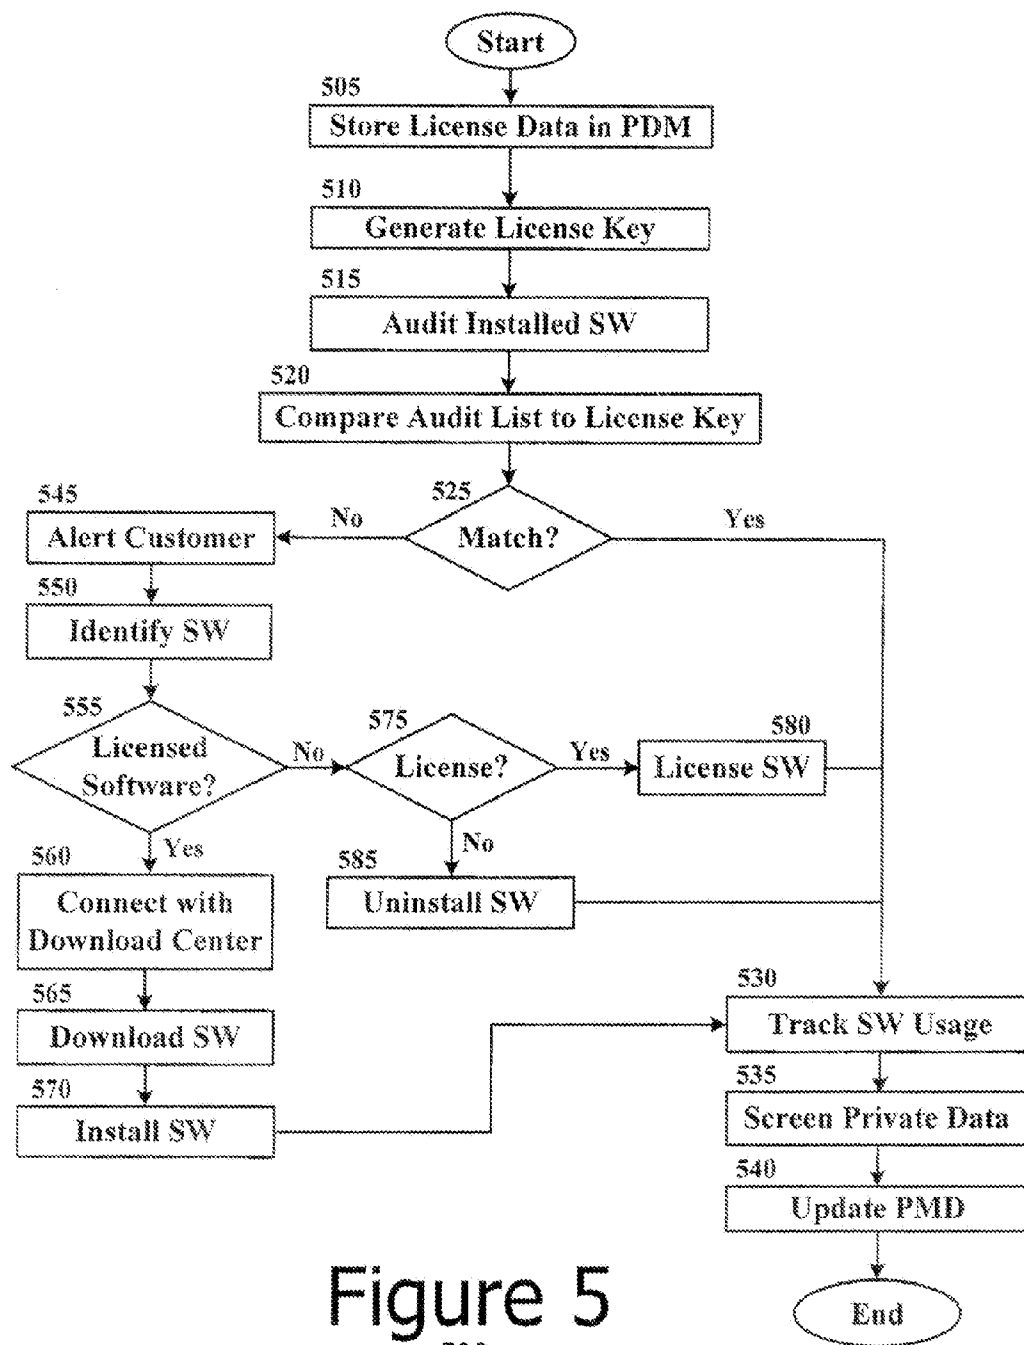 Start
505
Store License Data in PDM
510
Generate License Key
515
Audit Installed SW
520
Compare Audit List to License Key
525
Match?
No
Yes
545
Alert Customer
550
Identify SW
555
Licensed
Software?
No
575
License?
Yes
580
License SW
Yes
No
560
Connect with
Download Center
585
Uninstall SW
565
Download SW
570
Install SW
530
Track SW Usage
535
Screen Private Data
540
Update PMD
End
Figure 5